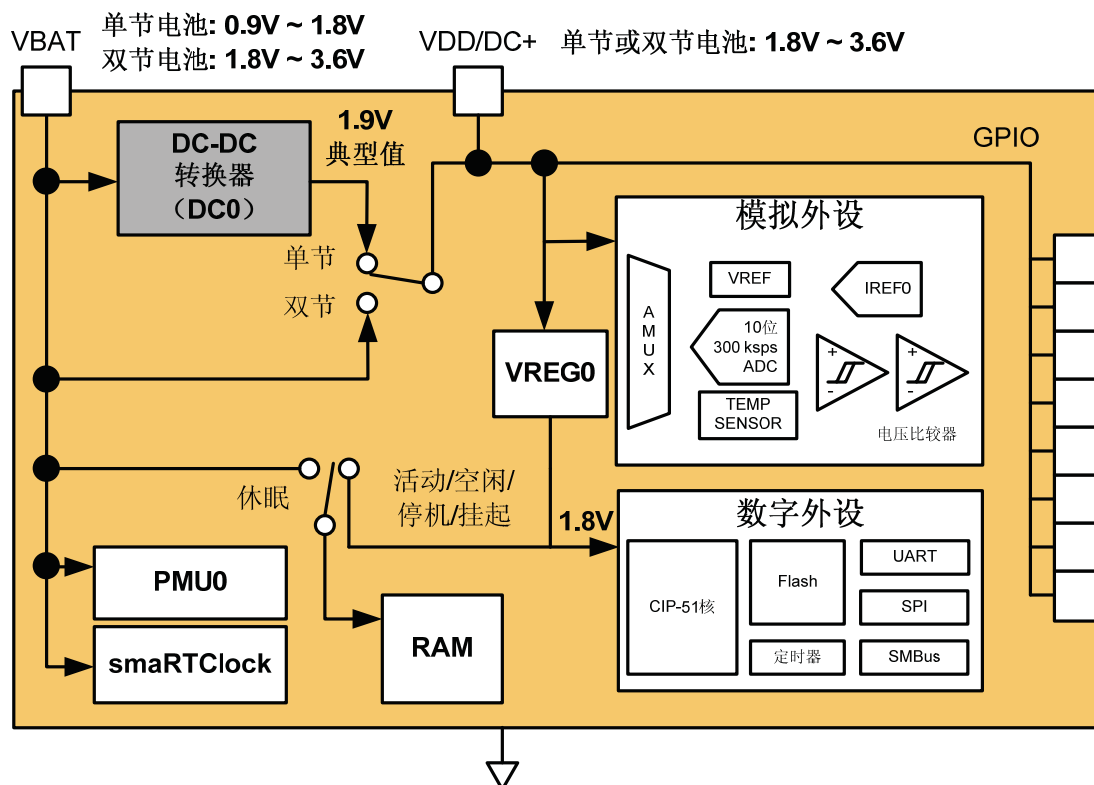 VBAT
单节电池: 0.9V ~ 1.8V
双节电池: 1.8V ~ 3.6V
VDD/DC+
单节或双节电池: 1.8V ~ 3.6V
DC-DC
转换器
（DC0）
1.9V
典型值
GPIO
单节
双节
VREG0
模拟外设
AMUX
VREF
IREF0
10位
300 ksps
ADC
TEMP
SENSOR
+
-
+
-
电压比较器
休眠
活动/空闲/
停机/挂起
1.8V
PMU0
smaRTClock
RAM
数字外设
CIP-51核
Flash
定时器
UART
SPI
SMBus